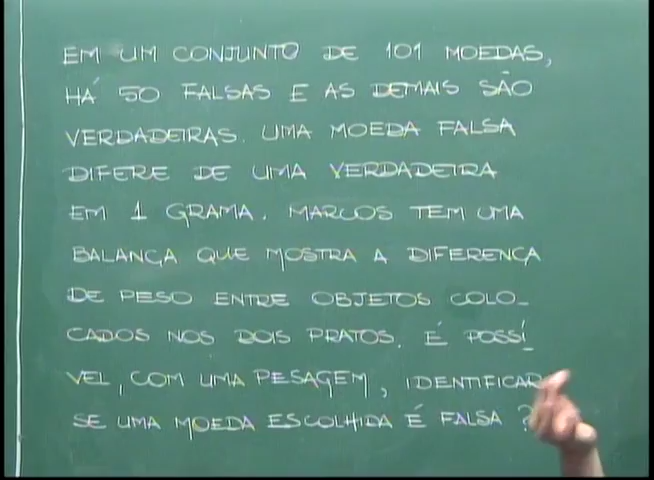 EM UM CONJUNTO DE 101 MOEDAS,
HÁ 50 FALSAS E AS DEMAIS SÃO
VERDADEIRAS. UMA MOEDA FALSA
DIFERE DE UMA VERDADEIRA
EM 1 GRAMA. MARCOS TEM UMA
BALANÇA QUE MOSTRA A DIFERENÇA
DE PESO ENTRE OBJETOS COLO-
CADOS NOS DOIS PRATOS. É POSSÍ
VEL, COM UMA PESAGEM, IDENTIFICAR
SE UMA MOEDA ESCOLHIDA É FALSA ?